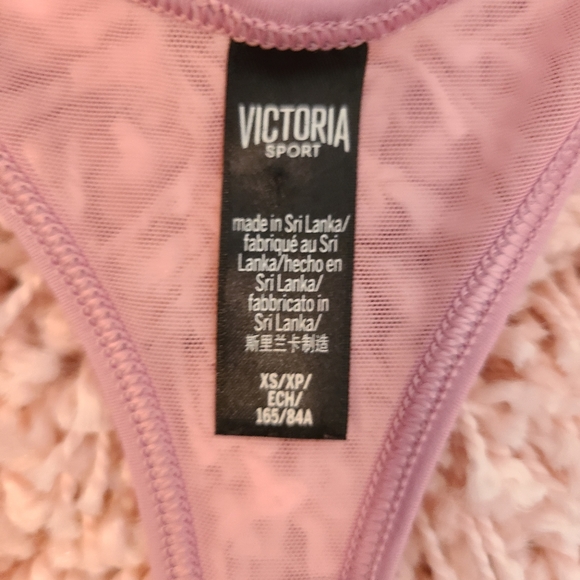 VICTORIA
SPORT
made in Sri Lanka/
fabriqué au Sri
Lanka/hecho en
Sri Lanka/
fabbricato in
Sri Lanka/
斯里兰卡制造
XS/XP/
ECH/
165/84A